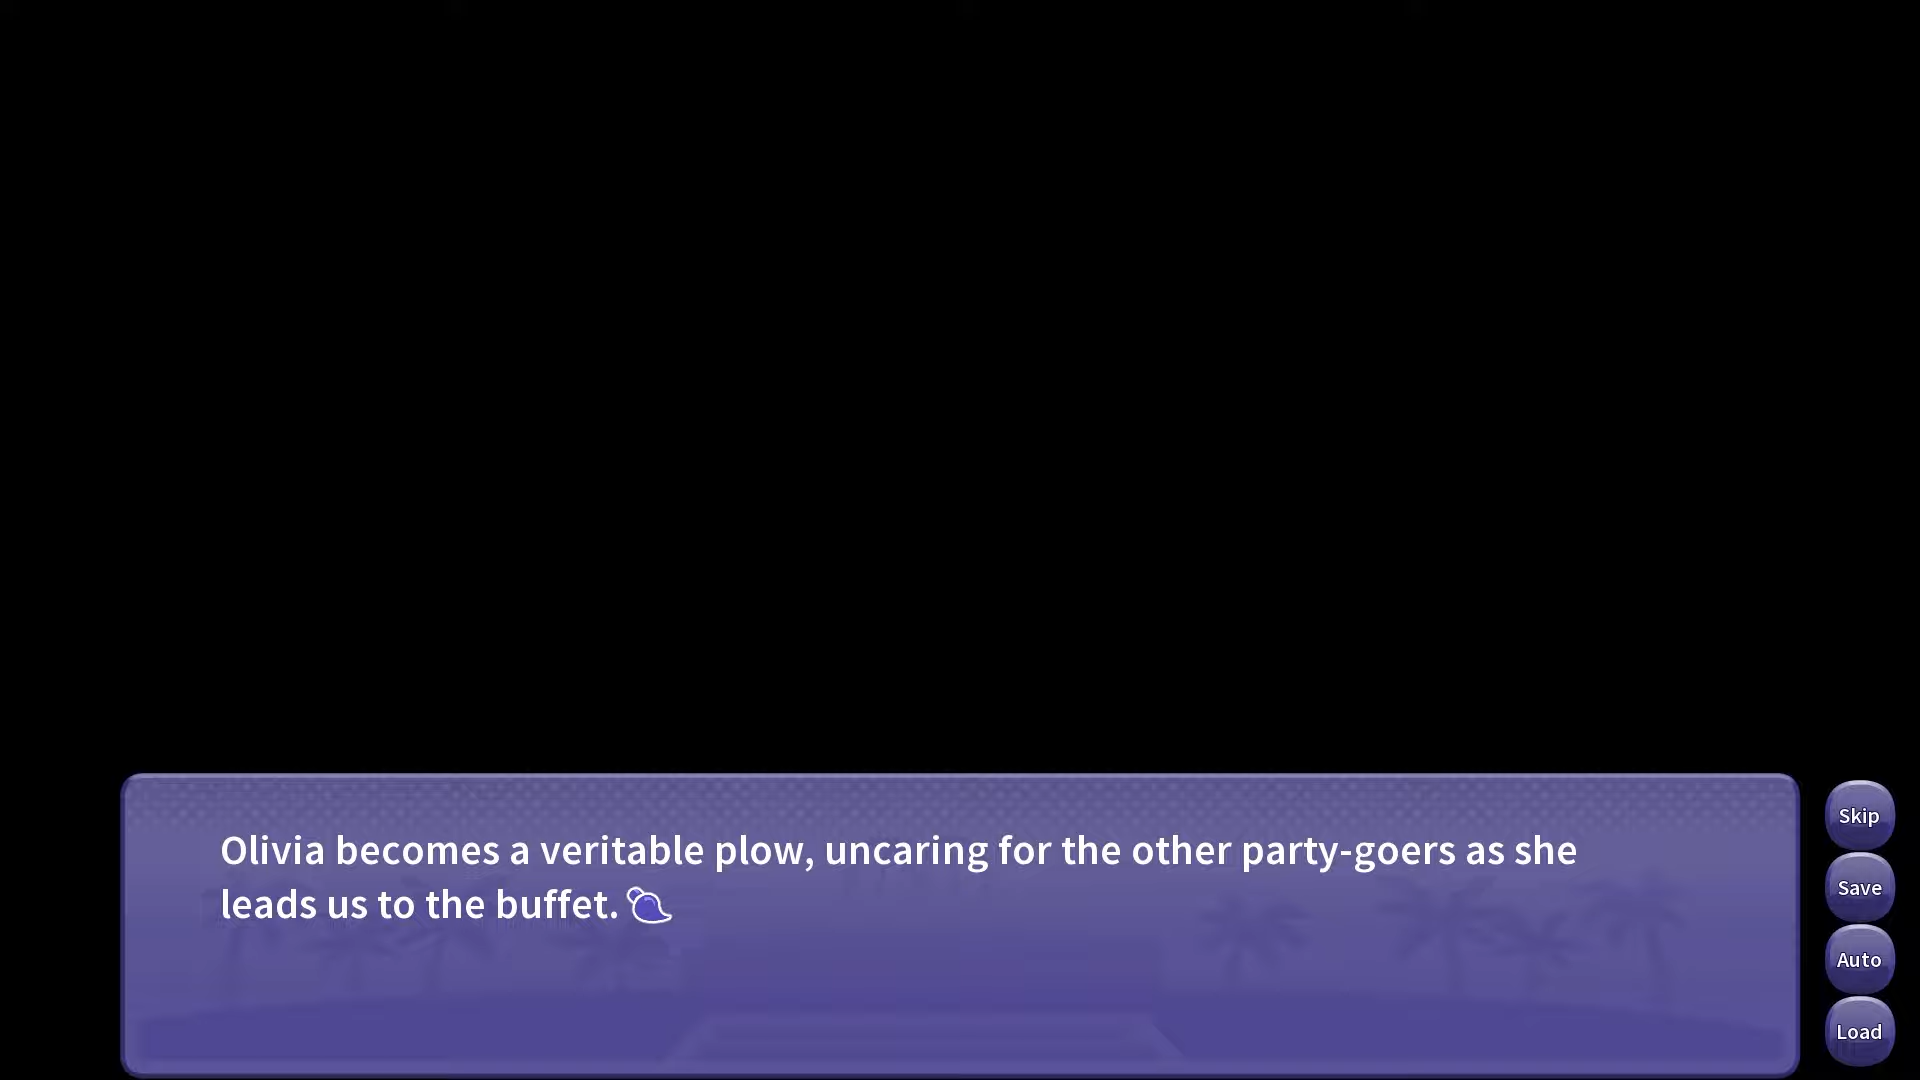 Olivia becomes a veritable plow, uncaring for the other party-goers as she
leads us to the buffet.
Skip
Save
Auto
Load